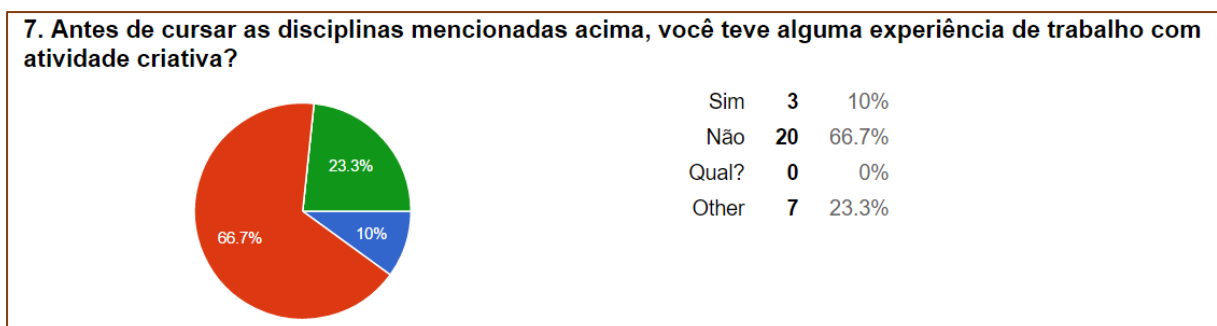 7. Antes de cursar as disciplinas mencionadas acima, você teve alguma experiência de trabalho com
atividade criativa?
23.3%
66.7%
10%
Sim 3 10%
Não 20 66.7%
Qual? 0 0%
Other 7 23.3%